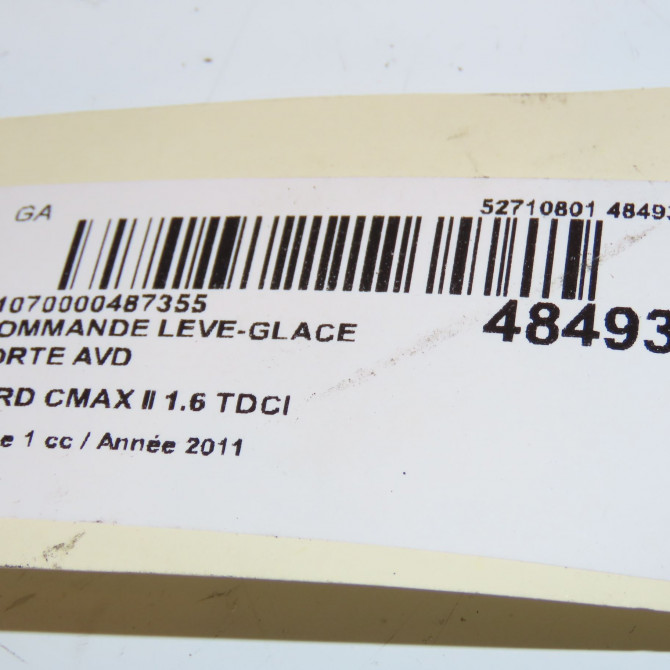 GA
52710801 48493
1070000487355
OMMANDE LEVE-GLACE
48493
ORTE AVD
RD CMAX II 1.6 TDCI
e 1 cc / Année 2011